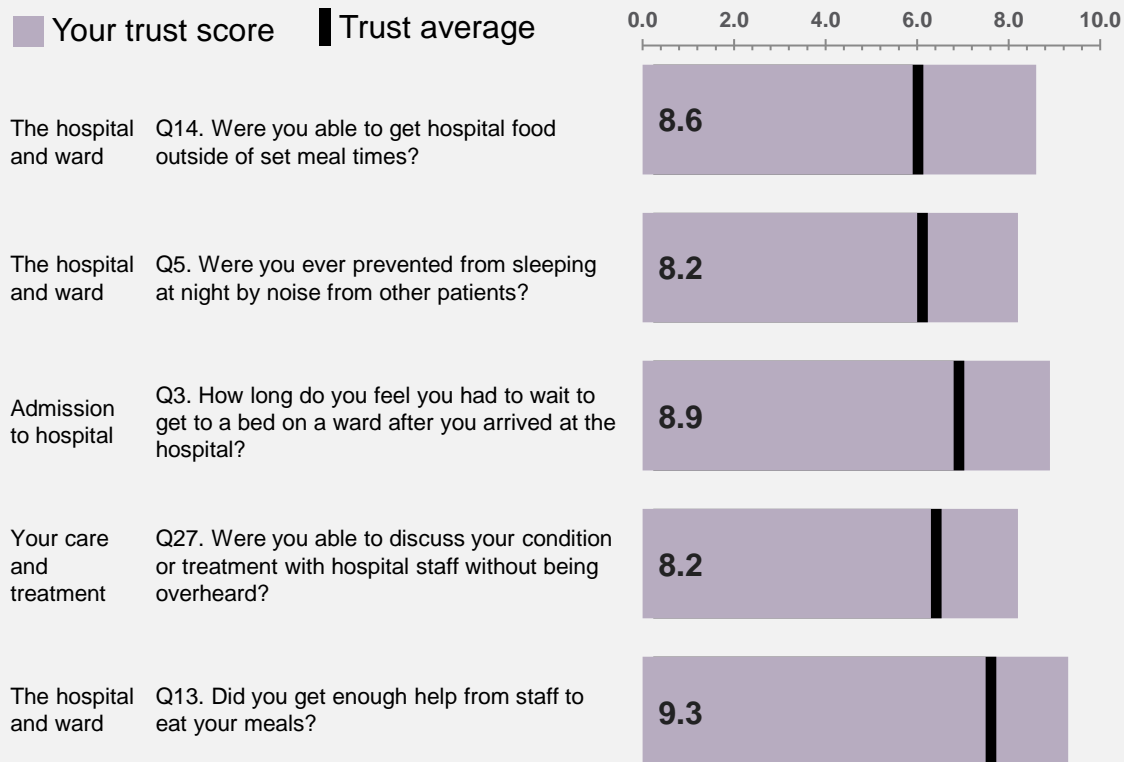 Your trust score
Trust average
0.0 2.0 4.0 6.0 8.0 10.0
The hospital
and ward
Q14. Were you able to get hospital food
outside of set meal times?
8.6
The hospital
and ward
Q5. Were you ever prevented from sleeping
at night by noise from other patients?
8.2
Admission
to hospital
Q3. How long do you feel you had to wait to
get to a bed on a ward after you arrived at the
hospital?
8.9
Your care
and
treatment
Q27. Were you able to discuss your condition
or treatment with hospital staff without being
overheard?
8.2
The hospital
and ward
Q13. Did you get enough help from staff to
eat your meals?
9.3